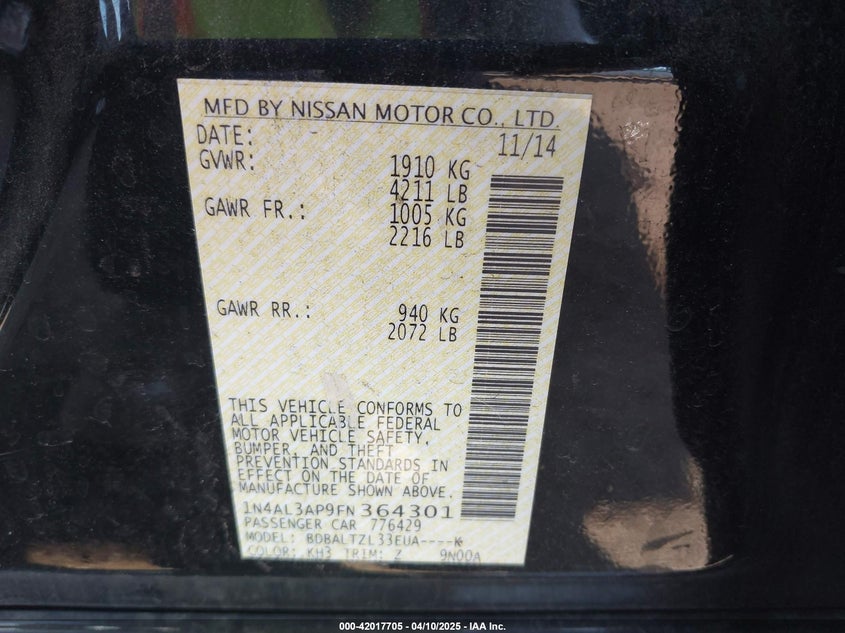 MFD BY NISSAN MOTOR CO., LTD.
DATE: 11/14
GVWR: 1910 KG
4211 LB
GAWR FR.: 1005 KG
2216 LB
GAWR RR.: 940 KG
2072 LB
THIS VEHICLE CONFORMS TO
ALL APPLICABLE FEDERAL
MOTOR VEHICLE SAFETY,
BUMPER, AND THEFT
PREVENTION STANDARDS IN
EFFECT ON THE DATE OF
MANUFACTURE SHOWN ABOVE.
1N4AL3AP9FN 364301
PASSENGER CAR 776429
MODEL: BDBALTZL33EUA----K
COLOR: KH3 TRIM: Z 9N00A
000-42017705 - 04/10/2025 - IAA Inc.